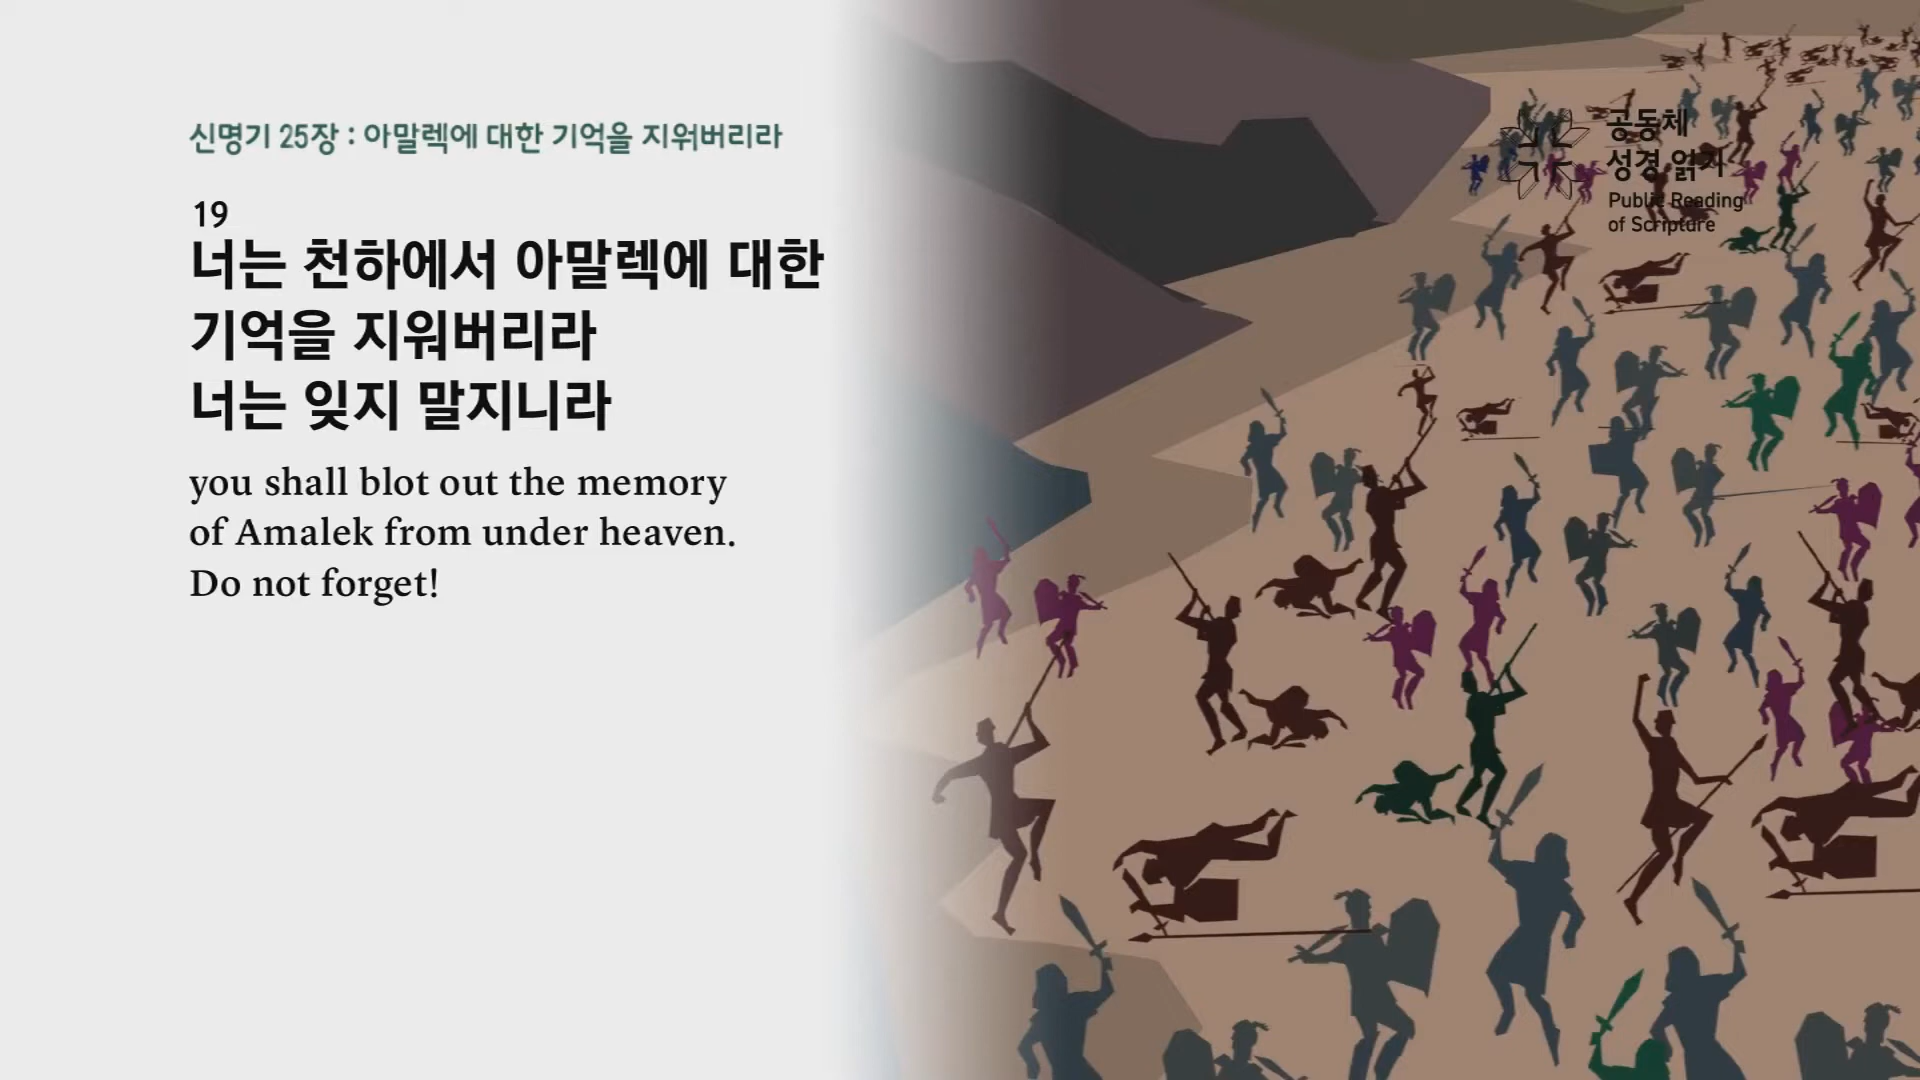 신명기 25장 : 아말렉에 대한 기억을 지워버리라
19
너는 천하에서 아말렉에 대한
기억을 지워버리라
너는 잊지 말지니라
you shall blot out the memory
of Amalek from under heaven.
Do not forget!
공동체
성경 읽기
Public Reading
of Scripture